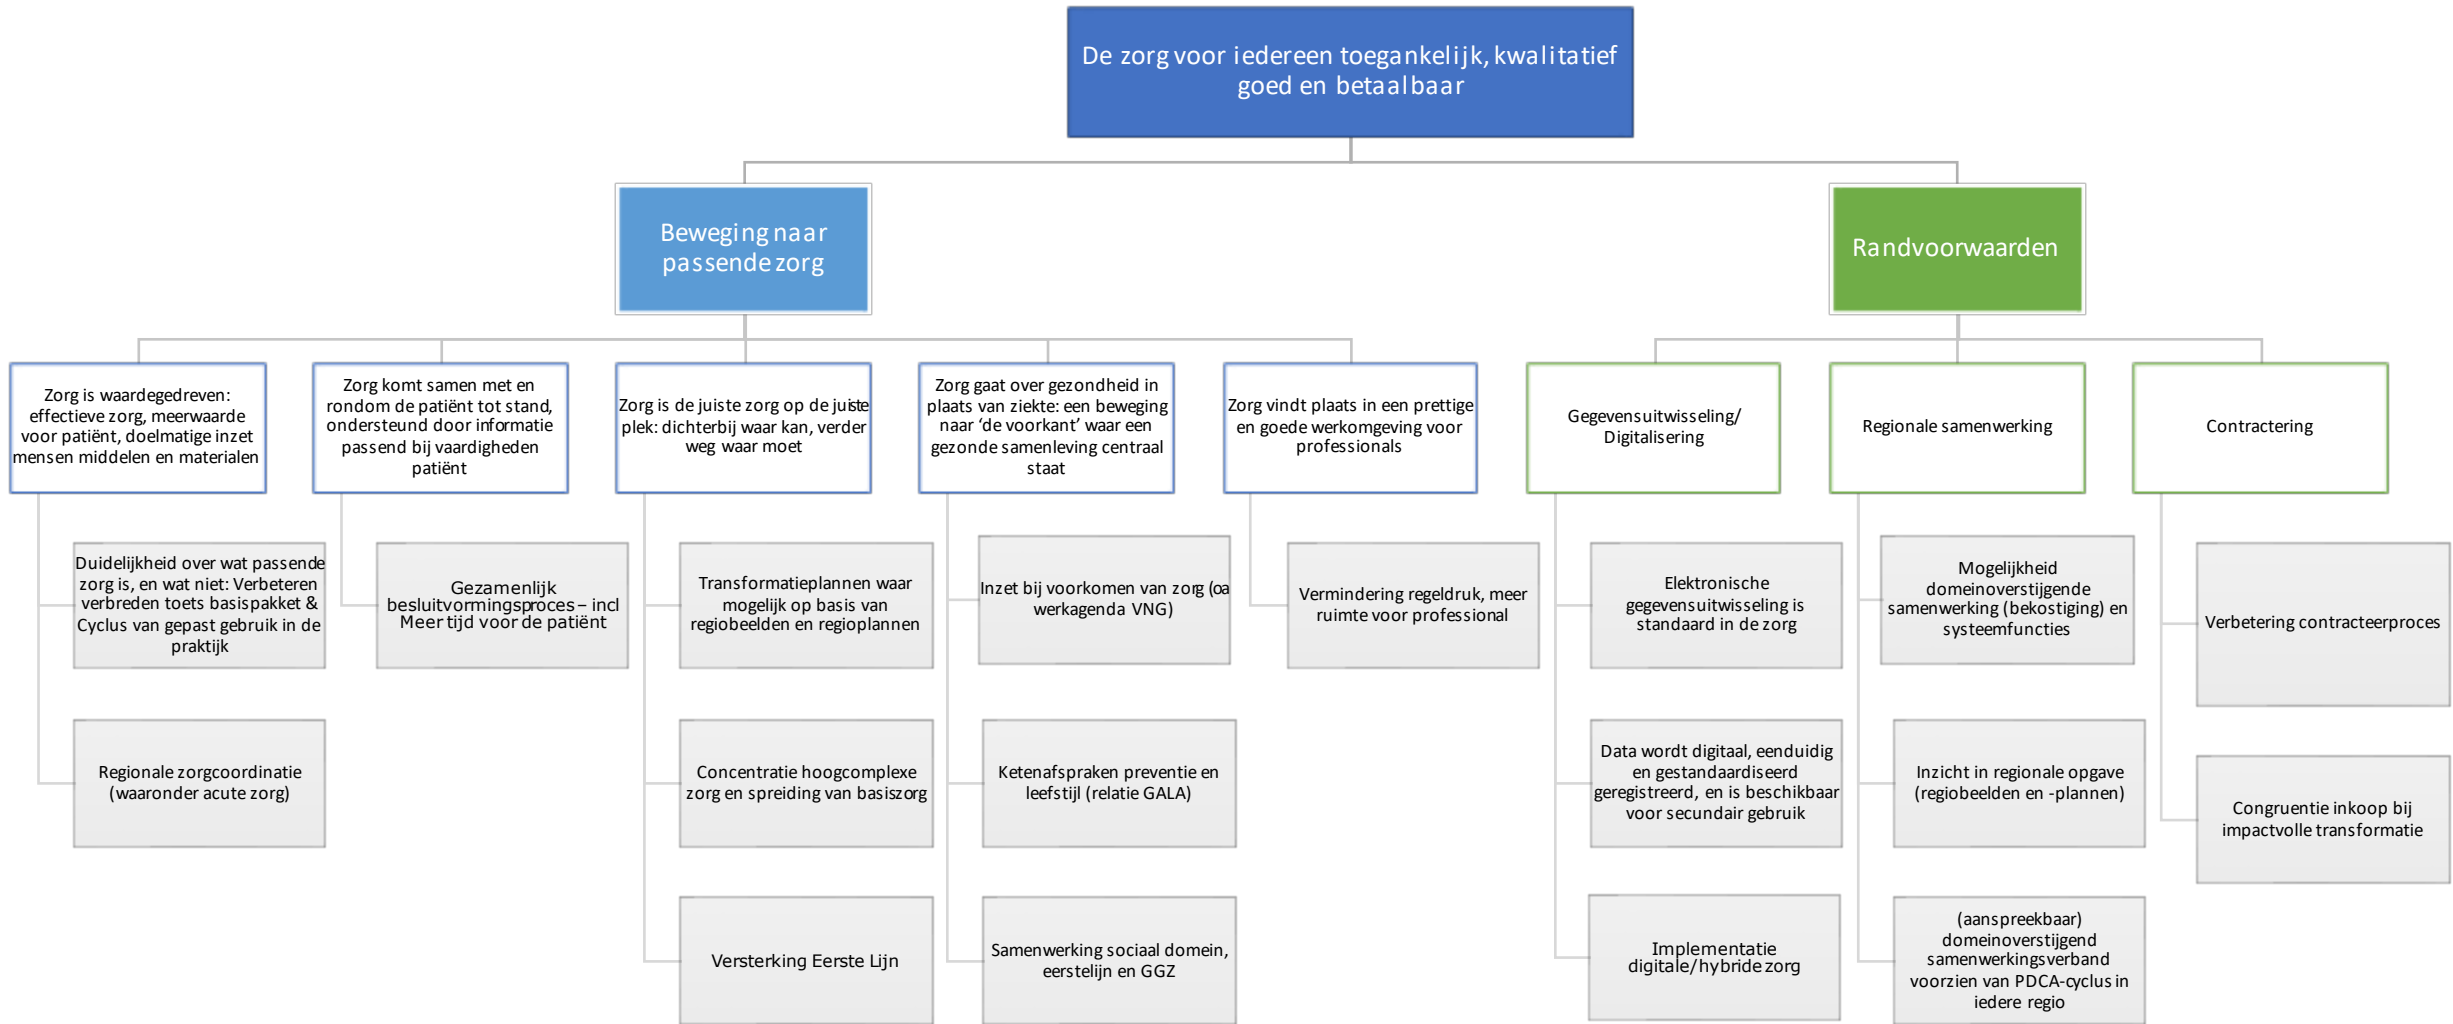 De zorg voor iedereen toegankelijk, kwalitatief
goed en betaalbaar
Beweging naar
passende zorg
Randvoorwaarden
Zorg is waardegedreven:
effectieve zorg, meerwaarde
voor patiënt, doelmatige inzet
mensen middelen en materialen
Zorg komt samen met en
rondom de patiënt tot stand,
ondersteund door informatie
passend bij vaardigheden
patiënt
Zorg is de juiste zorg op de juiste
plek: dichterbij waar kan, verder
weg waar moet
Zorg gaat over gezondheid in
plaats van ziekte: een beweging
naar ‘de voorkant’ waar een
gezonde samenleving centraal
staat
Zorg vindt plaats in een prettige
en goede werkomgeving voor
professionals
Gegevensuitwisseling/
Digitalisering
Regionale samenwerking
Contractering
Duidelijkheid over wat passende
zorg is, en wat niet: Verbeteren
verbreden toets basispakket &
Cyclus van gepast gebruik in de
praktijk
Regionale zorgcoordinatie
(waaronder acute zorg)
Gezamenlijk
besluitvormingsproces – incl
Meer tijd voor de patiënt
Transformatieplannen waar
mogelijk op basis van
regiobeelden en regioplannen
Concentratie hoogcomplexe
zorg en spreiding van basiszorg
Versterking Eerste Lijn
Inzet bij voorkomen van zorg (oa
werkagenda VNG)
Ketenafspraken preventie en
leefstijl (relatie GALA)
Samenwerking sociaal domein,
eerstelijn en GGZ
Vermindering regeldruk, meer
ruimte voor professional
Elektronische
gegevensuitwisseling is
standaard in de zorg
Data wordt digitaal, eenduidig
en gestandaardiseerd
geregistreerd, en is beschikbaar
voor secundair gebruik
Implementatie
digitale/hybride zorg
Mogelijkheid
domeinoverstijgende
samenwerking (bekostiging) en
systeemfuncties
Inzicht in regionale opgave
(regiobeelden en -plannen)
(aanspreekbaar)
domeinoverstijgend
samenwerkingsverband
voorzien van PDCA-cyclus in
iedere regio
Verbetering contracteerproces
Congruentie inkoop bij
impactvolle transformatie